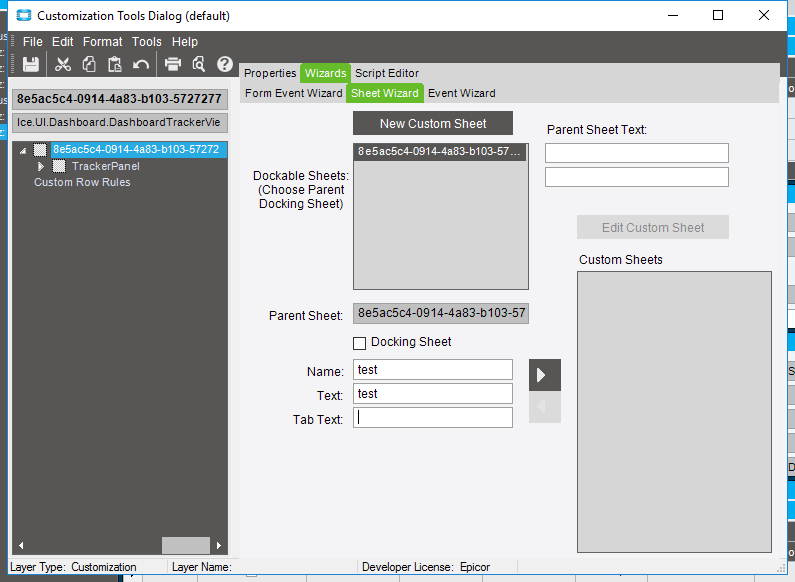 Customization Tools Dialog (default)
File Edit Format Tools Help
Properties Wizards Script Editor
Form Event Wizard Sheet Wizard Event Wizard
8e5ac5c4-0914-4a83-b103-5727277
Ice.UI.Dashboard.DashboardTrackerVie
8e5ac5c4-0914-4a83-b103-57272
TrackerPanel
Custom Row Rules
New Custom Sheet
Parent Sheet Text:
8e5ac5c4-0914-4a83-b103-57...
Dockable Sheets:
(Choose Parent
Docking Sheet)
Edit Custom Sheet
Custom Sheets
Parent Sheet: 8e5ac5c4-0914-4a83-b103-57
Docking Sheet
Name: test
Text: test
Tab Text:
Layer Type: Customization Layer Name: Developer License: Epicor